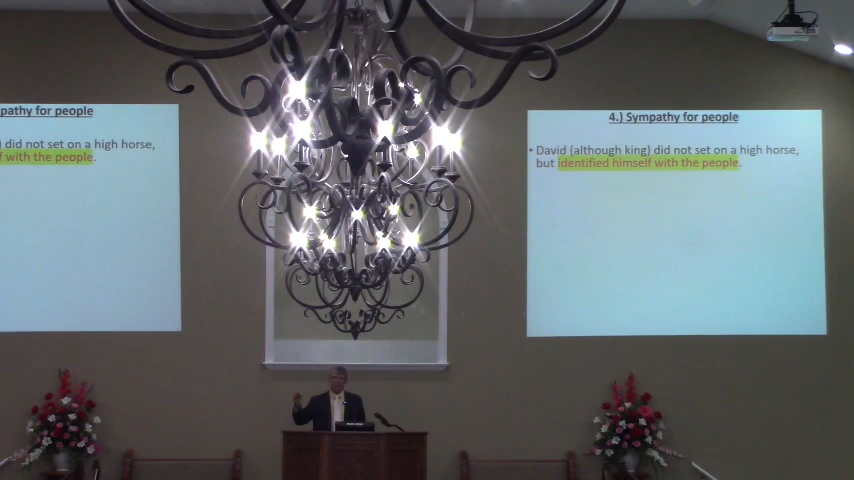 pathy for people
) did not set on a high horse,
f with the people.
4.) Sympathy for people
• David (although king) did not set on a high horse,
but identified himself with the people.